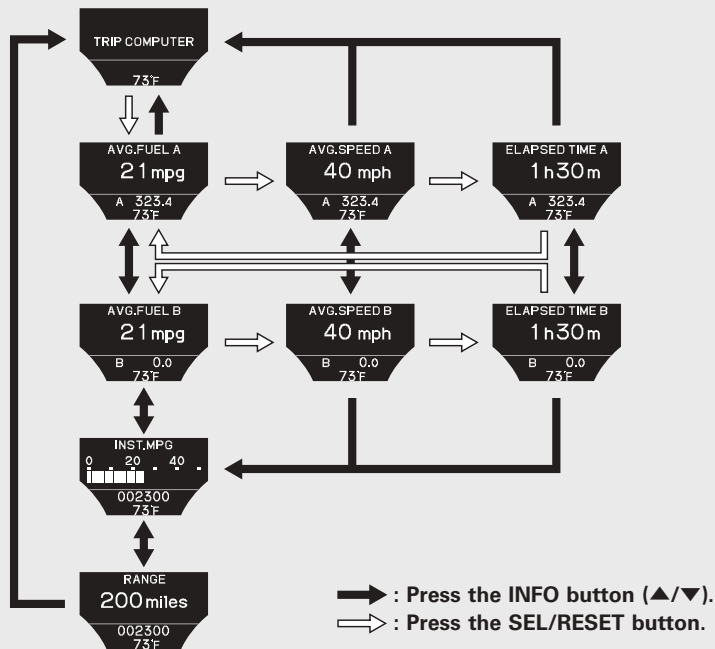 TRIP COMPUTER
73°F
AVG.FUEL A
21 mpg
A 323.4
73°F
AVG.SPEED A
40 mph
A 323.4
73°F
ELAPSED TIME A
1h30m
A 323.4
73°F
AVG.FUEL B
21 mpg
B 0.0
73°F
AVG.SPEED B
40 mph
B 0.0
73°F
ELAPSED TIME B
1h30m
B 0.0
73°F
INST.MPG
0 20 40
002300
73°F
RANGE
200 miles
002300
73°F
: Press the INFO button (▲/▼).
: Press the SEL/RESET button.